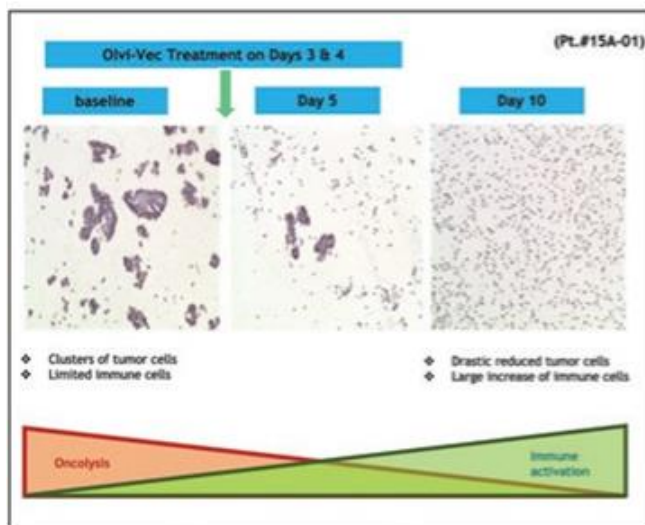 Olvi-Vec Treatment on Days 3 & 4
(Pt.#15A-01)
baseline
Day 5
Day 10
❖ Clusters of tumor cells
❖ Limited immune cells
❖ Drastic reduced tumor cells
❖ Large increase of immune cells
Oncolysis
Immune
activation